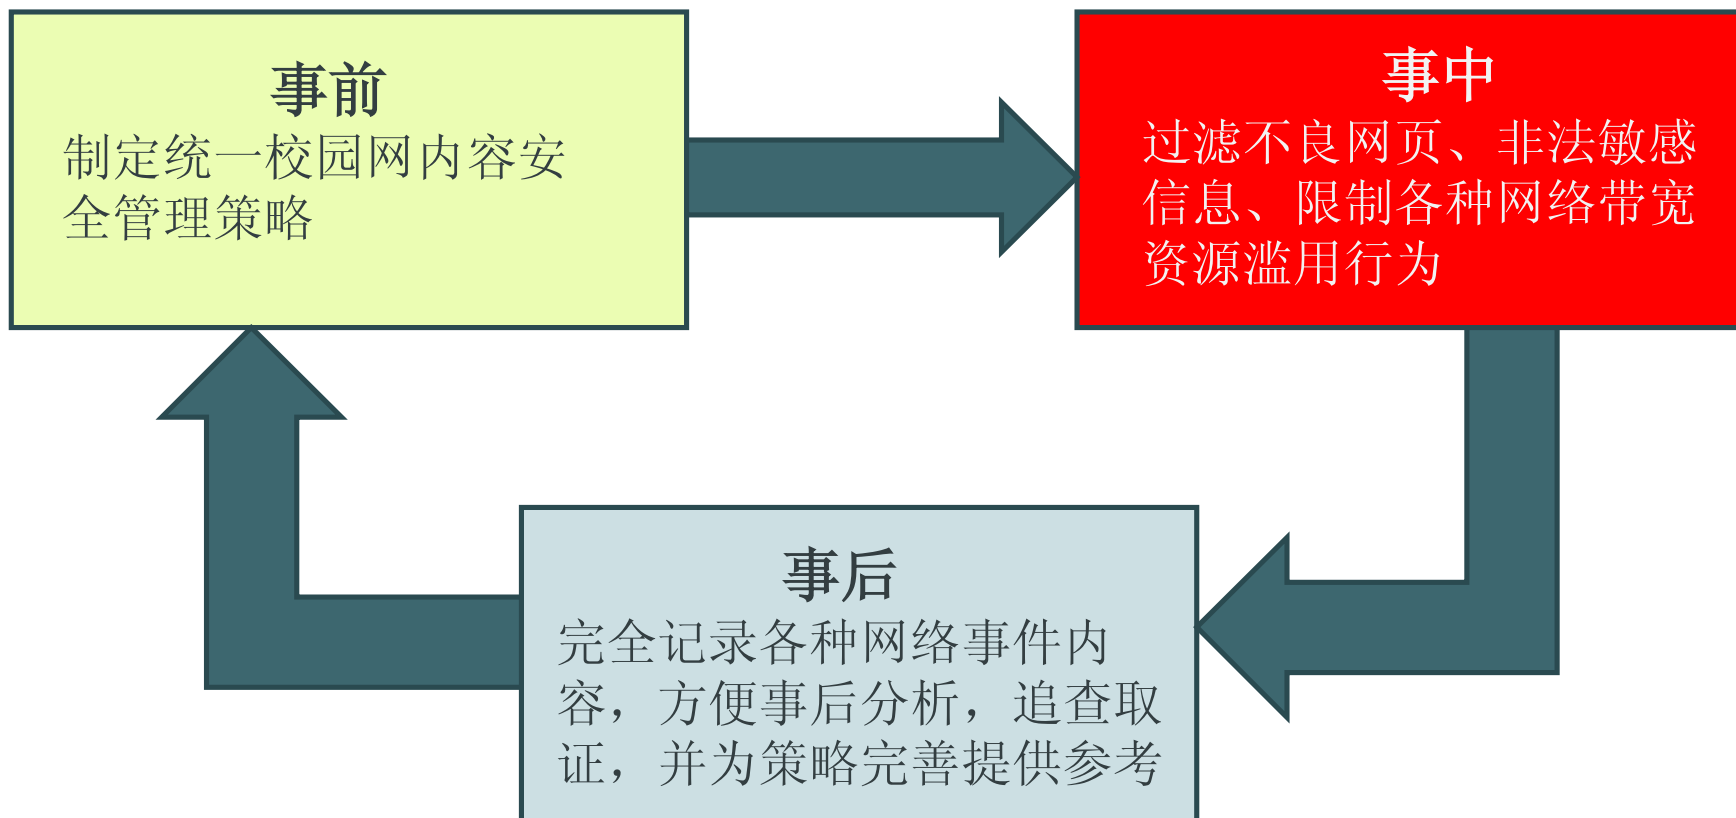 事前
制定统一校园网内容安
全管理策略
事中
过滤不良网页、非法敏感
信息、限制各种网络带宽
资源滥用行为
事后
完全记录各种网络事件内
容，方便事后分析，追查取
证，并为策略完善提供参考